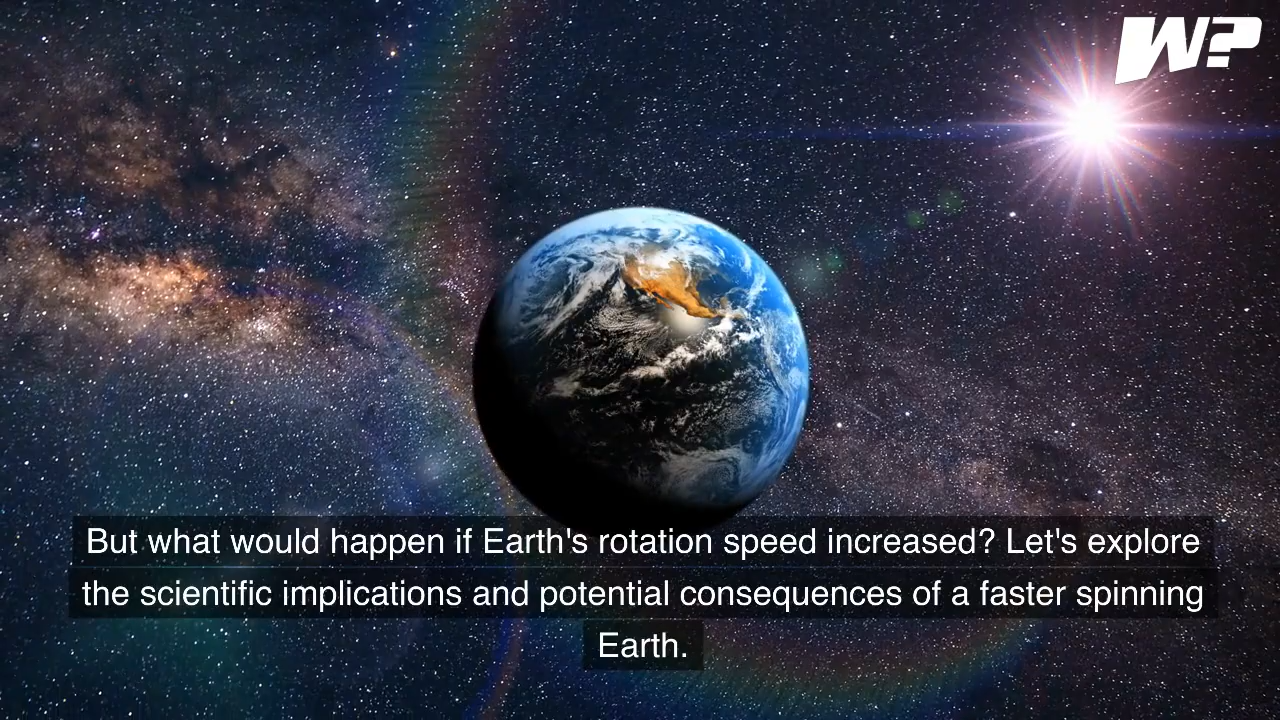 W?
But what would happen if Earth's rotation speed increased? Let's explore
the scientific implications and potential consequences of a faster spinning
Earth.